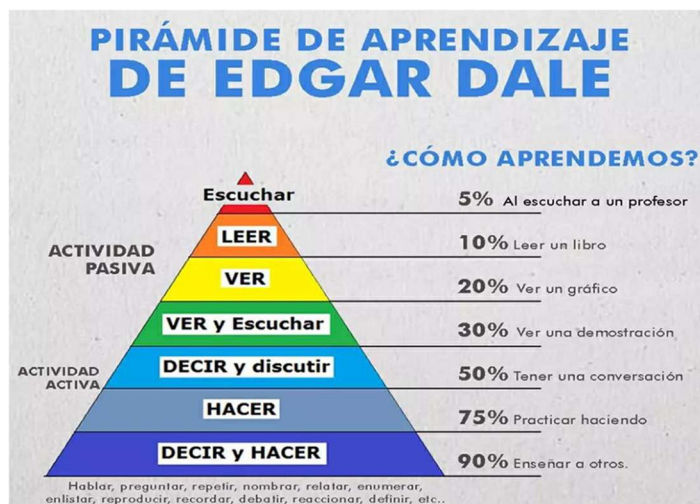 PIRÁMIDE DE APRENDIZAJE
DE EDGAR DALE
¿CÓMO APRENDEMOS?
Escuchar
5% Al escuchar a un profesor
LEER
10% Leer un libro
ACTIVIDAD
PASIVA
VER
20% Ver un gráfico
VER y Escuchar
30% Ver una demostración
ACTIVIDAD
ACTIVA
DECIR y discutir
50% Tener una conversación
HACER
75% Practicar haciendo
DECIR y HACER
90% Enseñar a otros.
Hablar, preguntar, repetir, nombrar, relatar, enumerar,
enlistar, reproducir, recordar, debatir, reaccionar, definir, etc..